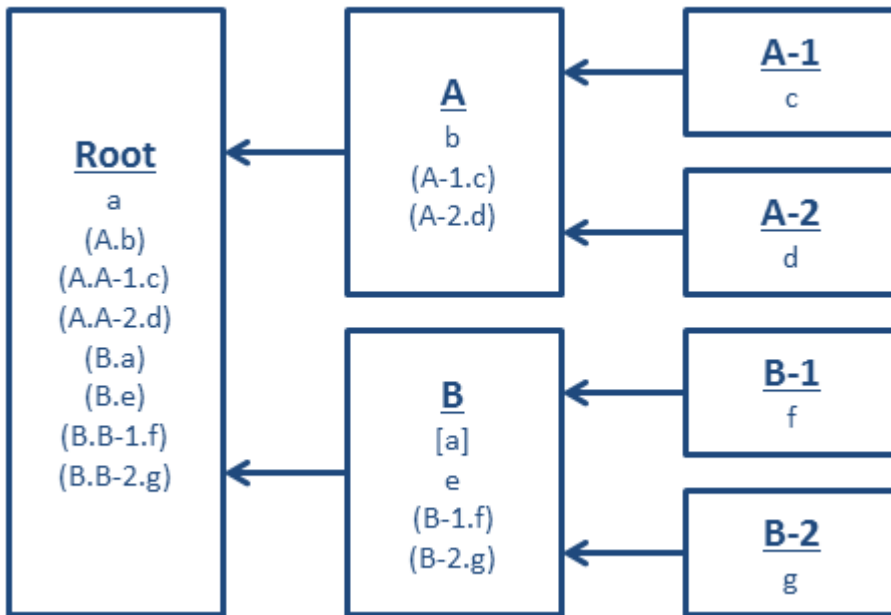 Root
a
(A.b)
(A.A-1.c)
(A.A-2.d)
(B.a)
(B.e)
(B.B-1.f)
(B.B-2.g)
A
b
(A-1.c)
(A-2.d)
B
[a]
e
(B-1.f)
(B-2.g)
A-1
c
A-2
d
B-1
f
B-2
g